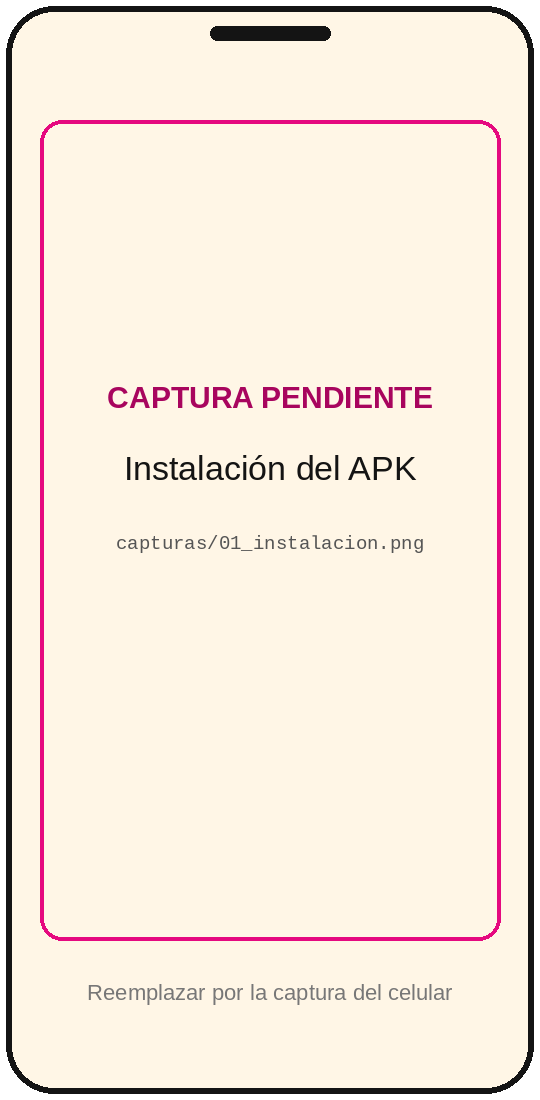 CAPTURA PENDIENTE
Instalación del APK
capturas/01_instalacion.png
Reemplazar por la captura del celular